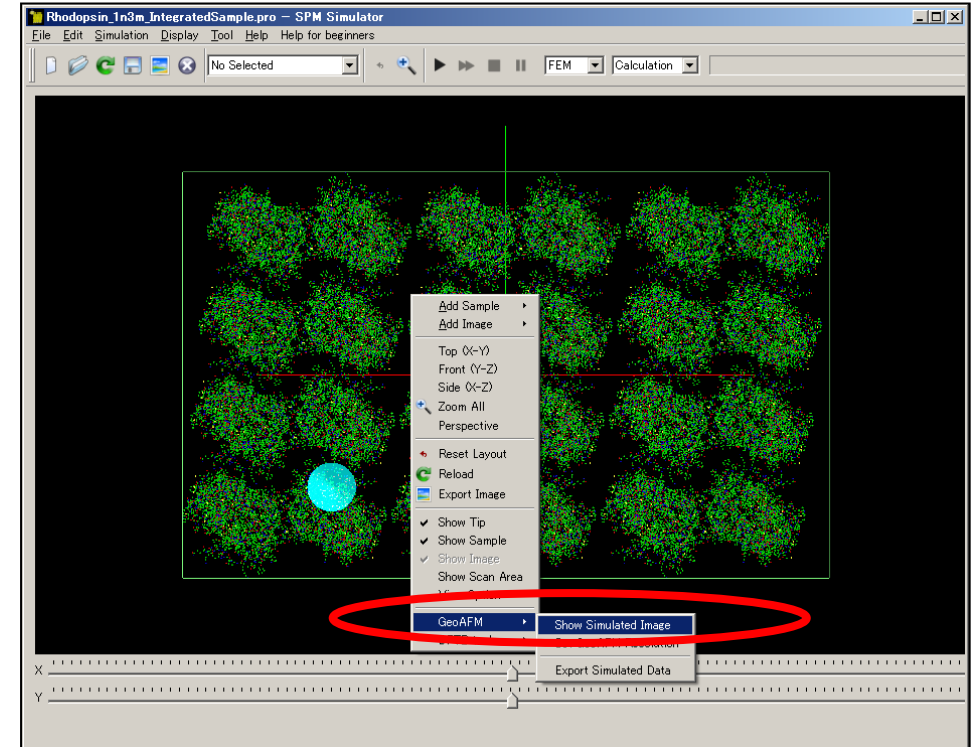 Rhodopsin_1n3m_IntegratedSample.pro — SPM Simulator
File Edit Simulation Display Tool Help Help for beginners
No Selected FEM Calculation
Add Sample
Add Image
Top (X-Y)
Front (Y-Z)
Side (X-Z)
Zoom All
Perspective
Reset Layout
Reload
Export Image
Show Tip
Show Sample
Show Image
Show Scan Area
GeoAFM
Show Simulated Image
Export Simulated Data
X
Y